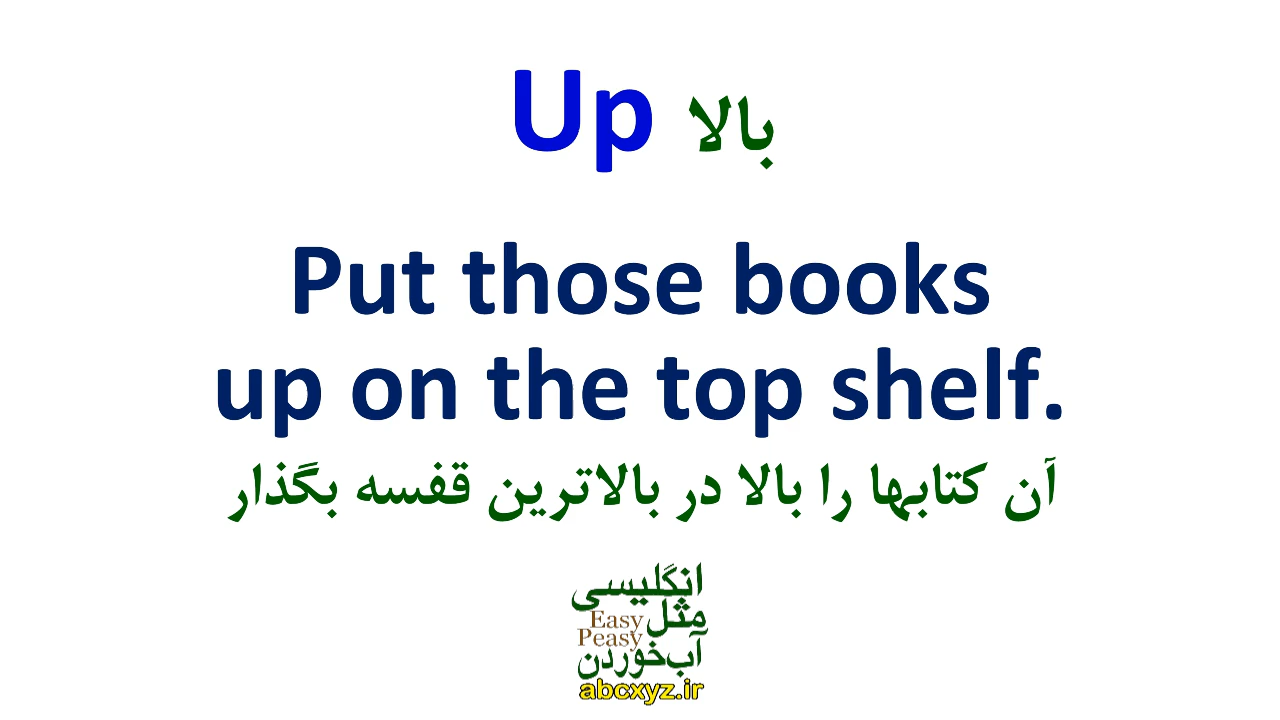 Up بالا
Put those books
up on the top shelf.
آن کتابها را بالا در بالاترین قفسه بگذار
انگلیسی
مثل
Easy
Peasy
آب‌خوردن
abcxyz.ir